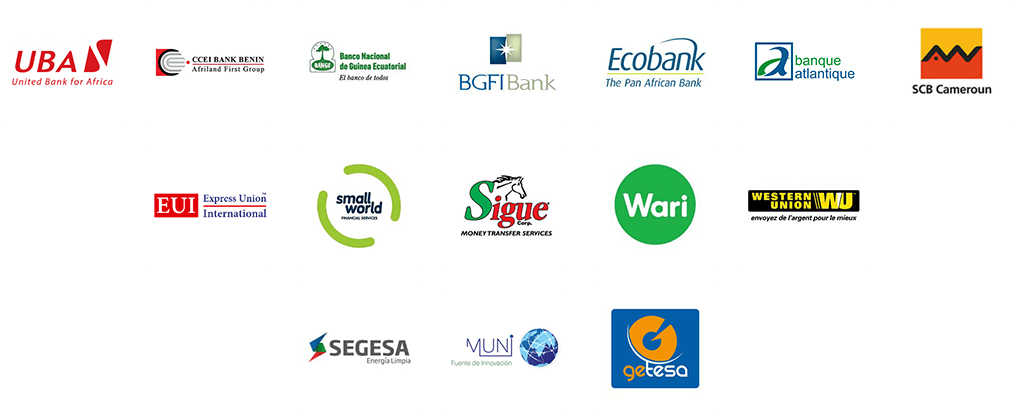 UBA
United Bank for Africa
CCEI BANK BENIN
Afriland First Group
BANGE
Banco Nacional
de Guinea Ecuatorial
El banco de todos
BGFIBank
Ecobank
The Pan African Bank
a
banque
atlantique
SCB Cameroun
EUI
Express Union™
International
small
world
FINANCIAL SERVICES
Sigue
Corp.
MONEY TRANSFER SERVICES
Wari
WESTERN
UNION
WU
envoyez de l'argent pour le mieux
SEGESA
Energía Limpia
MUNI
Fuente de Innovación
getesa